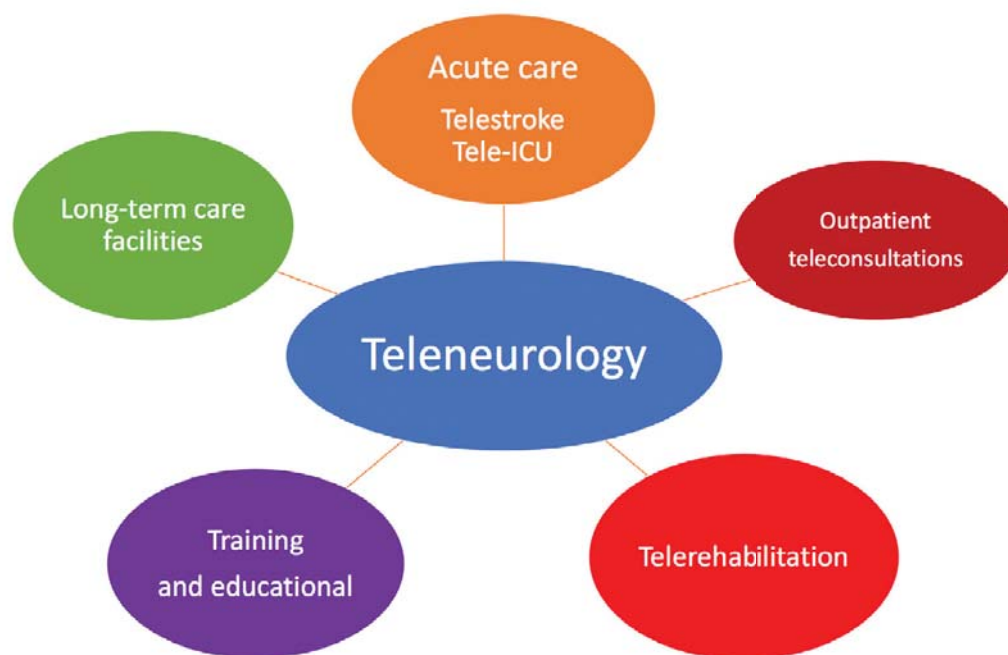 Acute care
Telestroke
Tele-ICU
Long-term care
facilities
Outpatient
teleconsultations
Teleneurology
Training
and educational
Telerehabilitation